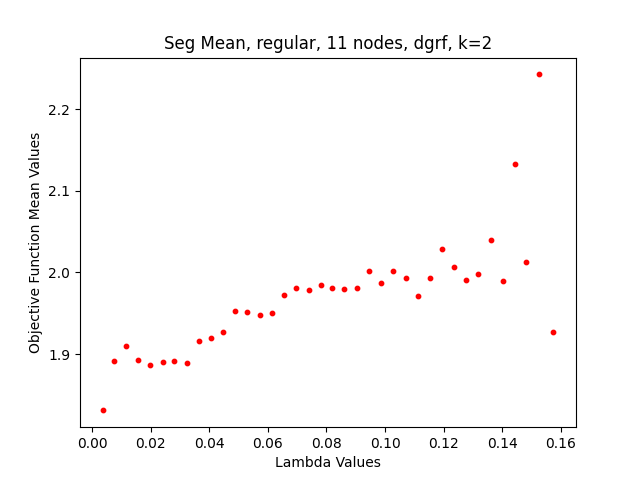 Seg Mean, regular, 11 nodes, dgrf, k=2
Objective Function Mean Values
2.2
2.1
2.0
1.9
0.00 0.02 0.04 0.06 0.08 0.10 0.12 0.14 0.16
Lambda Values